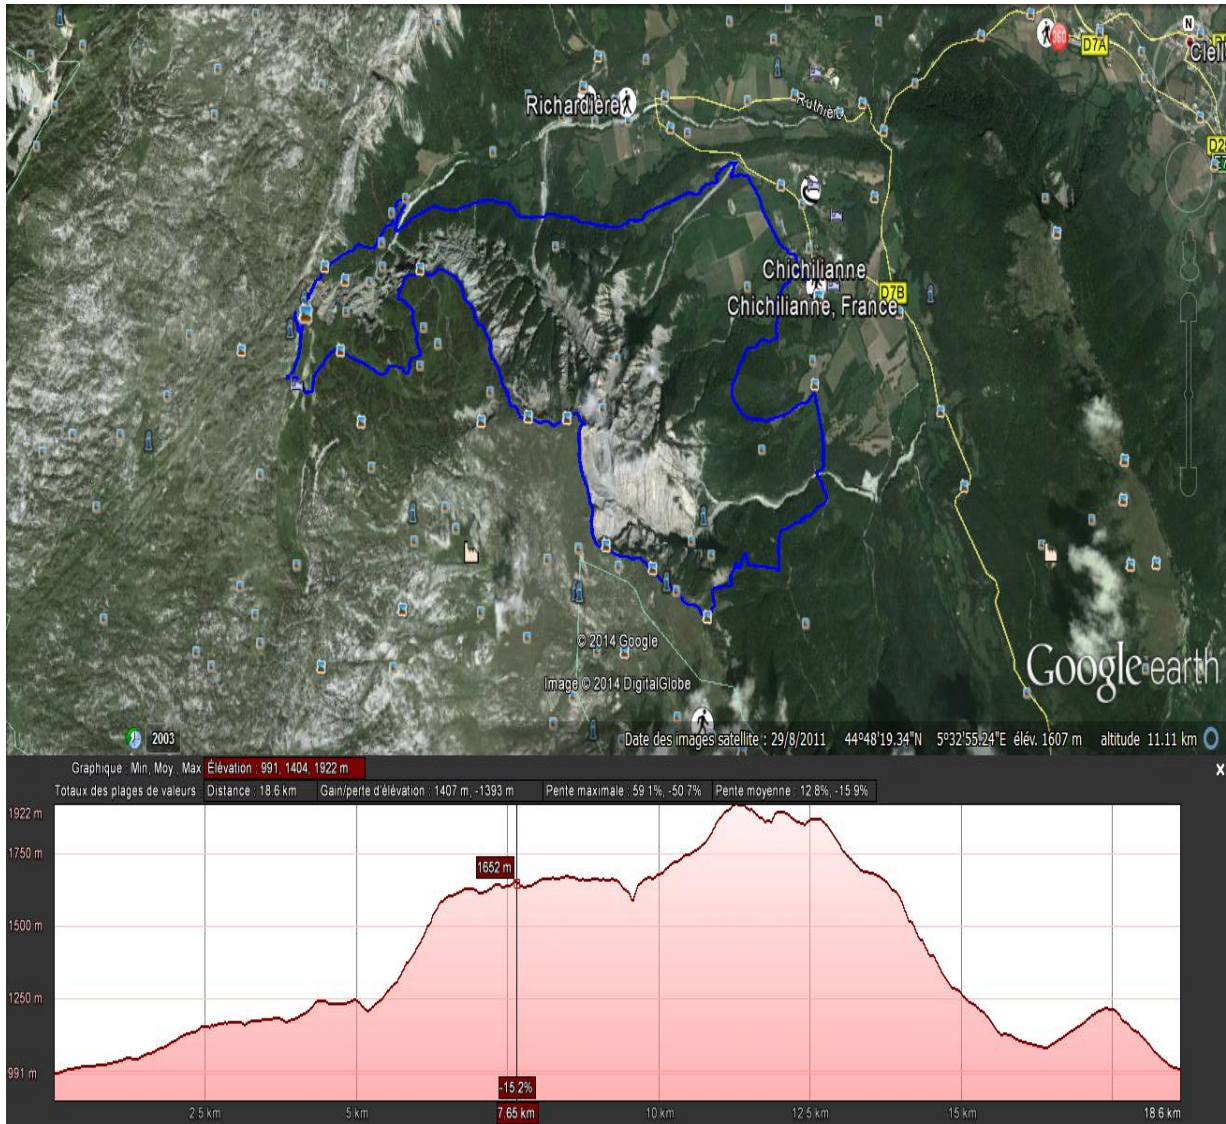 N
360
D7A
Clell
Richardière
Ruthière
Chichilianne
Chichilianne, France
D7B
© 2014 Google
Image © 2014 DigitalGlobe
Google earth
2003
Date des images satellite : 29/8/2011 44°48'19.34"N 5°32'55.24"E élév. 1607 m altitude 11.11 km
Graphique : Min, Moy., Max Élévation : 991, 1404, 1922 m
x
Totaux des plages de valeurs : Distance : 18.6 km Gain/perte d'élévation : 1407 m, -1393 m Pente maximale : 59.1%, -50.7% Pente moyenne : 12.8%, -15.9%
1922 m
1750 m
1652 m
1500 m
1250 m
991 m
-15.2%
2.5 km 5 km 7.65 km 10 km 12.5 km 15 km 18.6 km